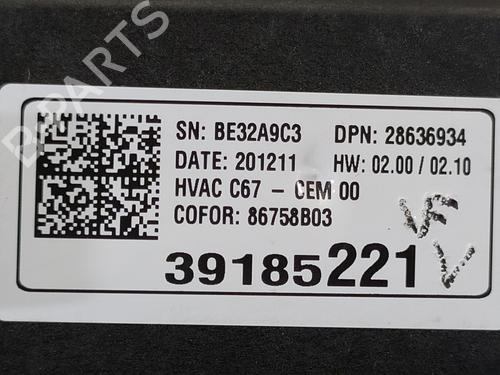 B-PARTS
SN: BE32A9C3 DPN: 28636934
DATE: 201211 HW: 02.00 / 02.10
HVAC C67 - CEM 00
COFOR: 86758B03
39185221